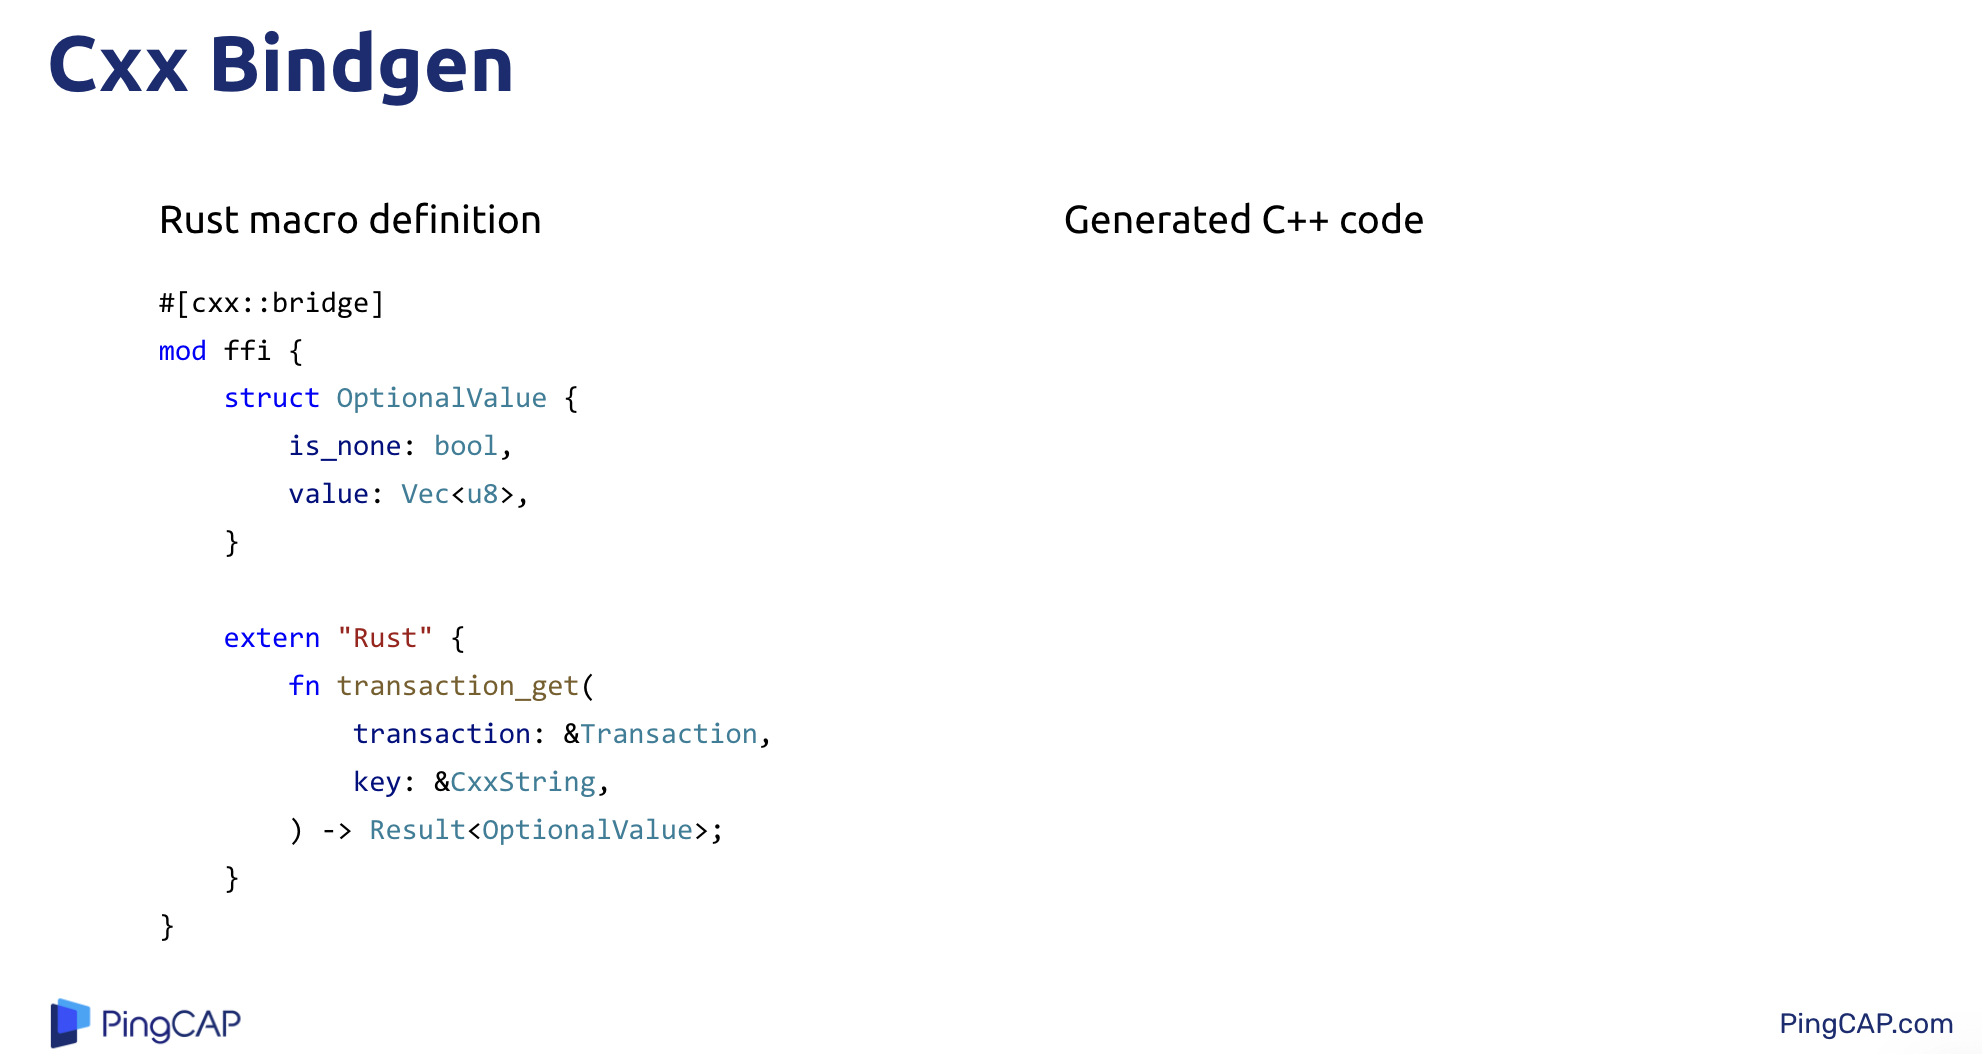 Cxx Bindgen
Rust macro definition
#[cxx::bridge]
mod ffi {
    struct OptionalValue {
        is_none: bool,
        value: Vec<u8>,
    }

    extern "Rust" {
        fn transaction_get(
            transaction: &Transaction,
            key: &CxxString,
        ) -> Result<OptionalValue>;
    }
}
Generated C++ code
PingCAP
PingCAP.com